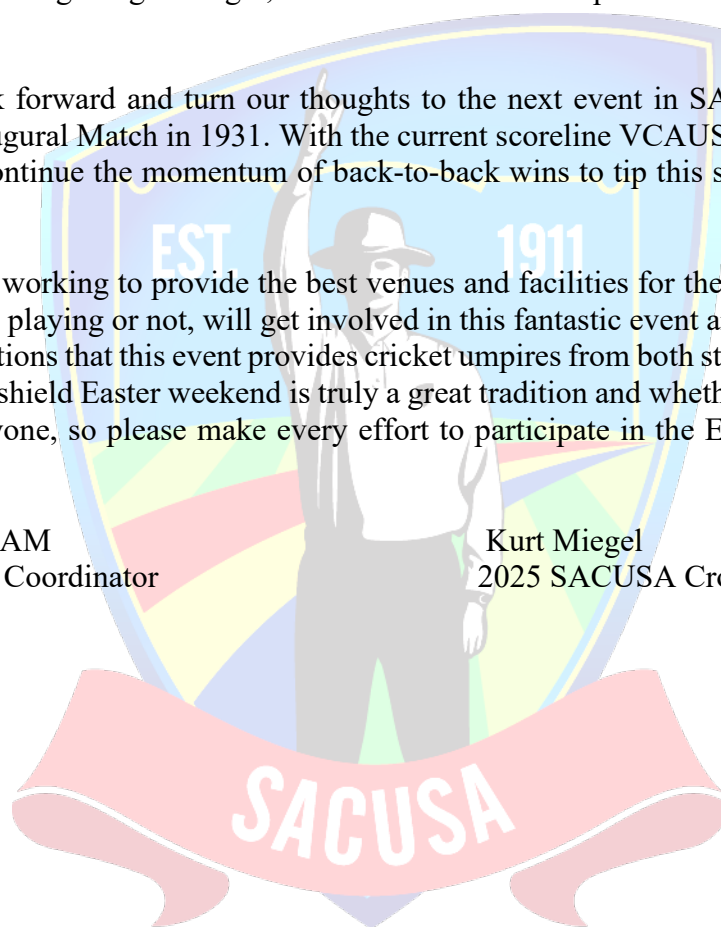 k forward and turn our thoughts to the next event in SA
ugural Match in 1931. With the current scoreline VCAUS
ontinue the momentum of back-to-back wins to tip this s
EST 1911
working to provide the best venues and facilities for the
playing or not, will get involved in this fantastic event a
tions that this event provides cricket umpires from both st
shield Easter weekend is truly a great tradition and wheth
yone, so please make every effort to participate in the E
AM Kurt Miegel
Coordinator 2025 SACUSA Cro
SACUSA